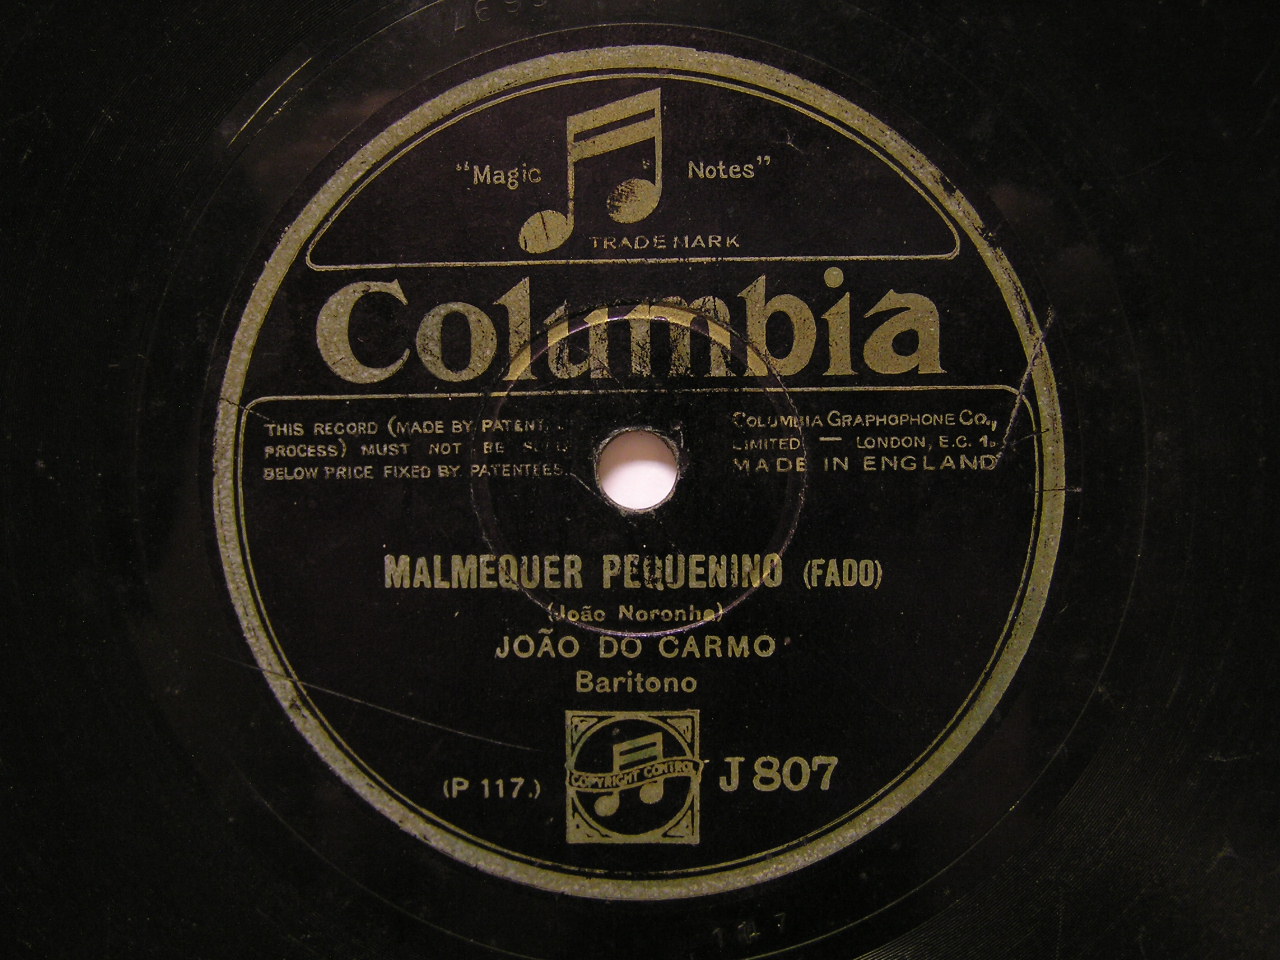 “Magic Notes”
TRADE MARK
Columbia
THIS RECORD (MADE BY PATENT
PROCESS) MUST NOT BE
BELOW PRICE FIXED BY PATENTEES.
COLUMBIA GRAPHOPHONE CO.,
LIMITED — LONDON, E.C. 1.
MADE IN ENGLAND
MALMEQUER PEQUENINO (FADO)
(João Noronha)
JOÃO DO CARMO
Baritono
(P 117.)
COPYRIGHT CONTROL
J 807